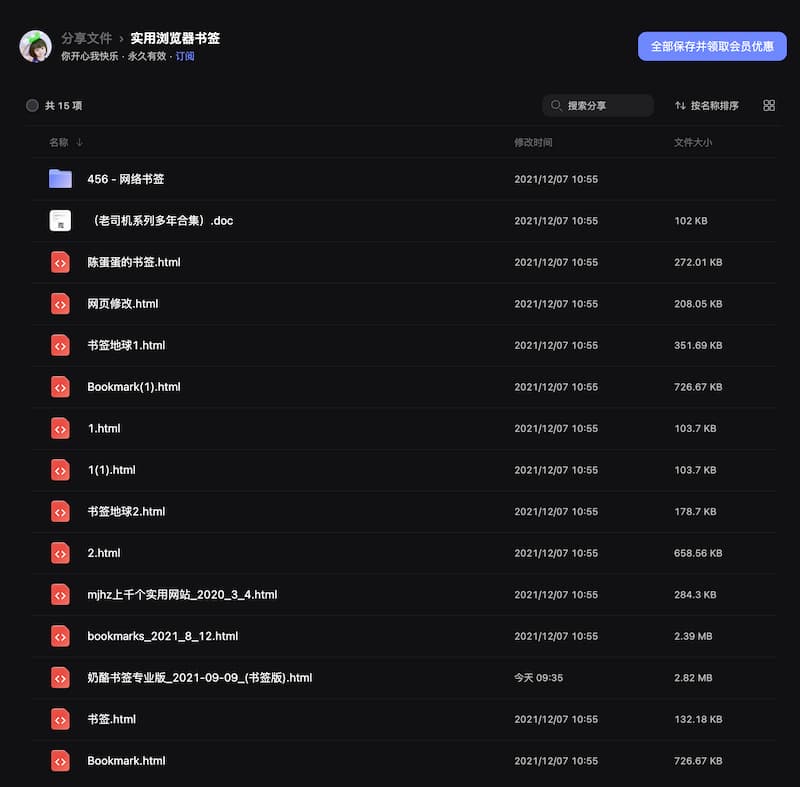 分享文件 › 实用浏览器书签
你开心我快乐 · 永久有效 · 订阅
全部保存并领取会员优惠
共 15 项
搜索分享
按名称排序
名称 ↓ 修改时间 文件大小
456 - 网络书签 2021/12/07 10:55
（老司机系列多年合集）.doc 2021/12/07 10:55 102 KB
陈蛋蛋的书签.html 2021/12/07 10:55 272.01 KB
网页修改.html 2021/12/07 10:55 208.05 KB
书签地球1.html 2021/12/07 10:55 351.69 KB
Bookmark(1).html 2021/12/07 10:55 726.67 KB
1.html 2021/12/07 10:55 103.7 KB
1(1).html 2021/12/07 10:55 103.7 KB
书签地球2.html 2021/12/07 10:55 178.7 KB
2.html 2021/12/07 10:55 658.56 KB
mjhz上千个实用网站_2020_3_4.html 2021/12/07 10:55 284.3 KB
bookmarks_2021_8_12.html 2021/12/07 10:55 2.39 MB
奶酪书签专业版_2021-09-09_(书签版).html 今天 09:35 2.82 MB
书签.html 2021/12/07 10:55 132.18 KB
Bookmark.html 2021/12/07 10:55 726.67 KB